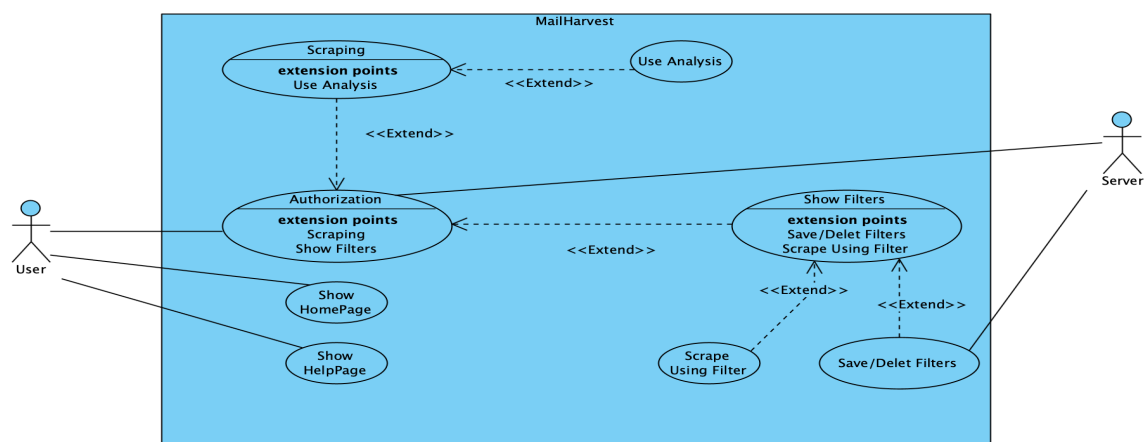 MailHarvest
Scraping
extension points
Use Analysis
<<Extend>>
Use Analysis
<<Extend>>
Server
Authorization
extension points
Scraping
Show Filters
<<Extend>>
Show Filters
extension points
Save/Delet Filters
Scrape Using Filter
User
Show
HomePage
<<Extend>>
<<Extend>>
Show
HelpPage
Scrape
Using Filter
Save/Delet Filters